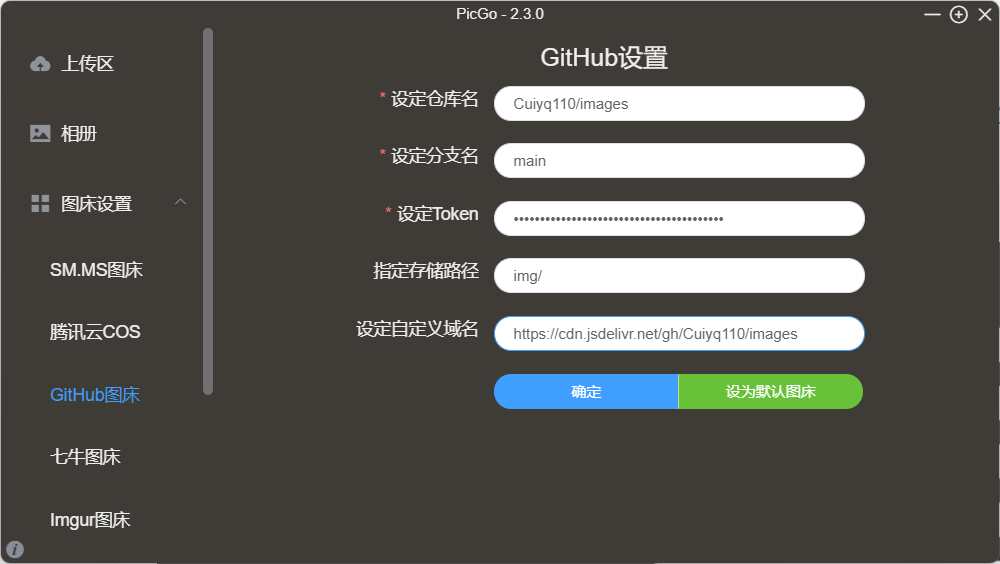 PicGo - 2.3.0
上传区
相册
图床设置
SM.MS图床
腾讯云COS
GitHub图床
七牛图床
Imgur图床
GitHub设置
* 设定仓库名
Cuiyq110/images
* 设定分支名
main
* 设定Token
••••••••••••••••••••••••••••••••••••••••
指定存储路径
img/
设定自定义域名
https://cdn.jsdelivr.net/gh/Cuiyq110/images
确定
设为默认图床